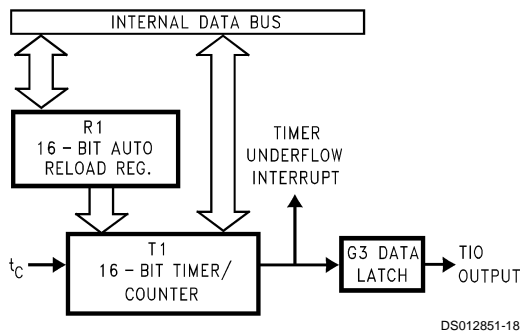 INTERNAL DATA BUS
R1
16 - BIT AUTO
RELOAD REG.
TIMER
UNDERFLOW
INTERRUPT
tC
T1
16 - BIT TIMER/
COUNTER
G3 DATA
LATCH
TIO
OUTPUT
DS012851-18